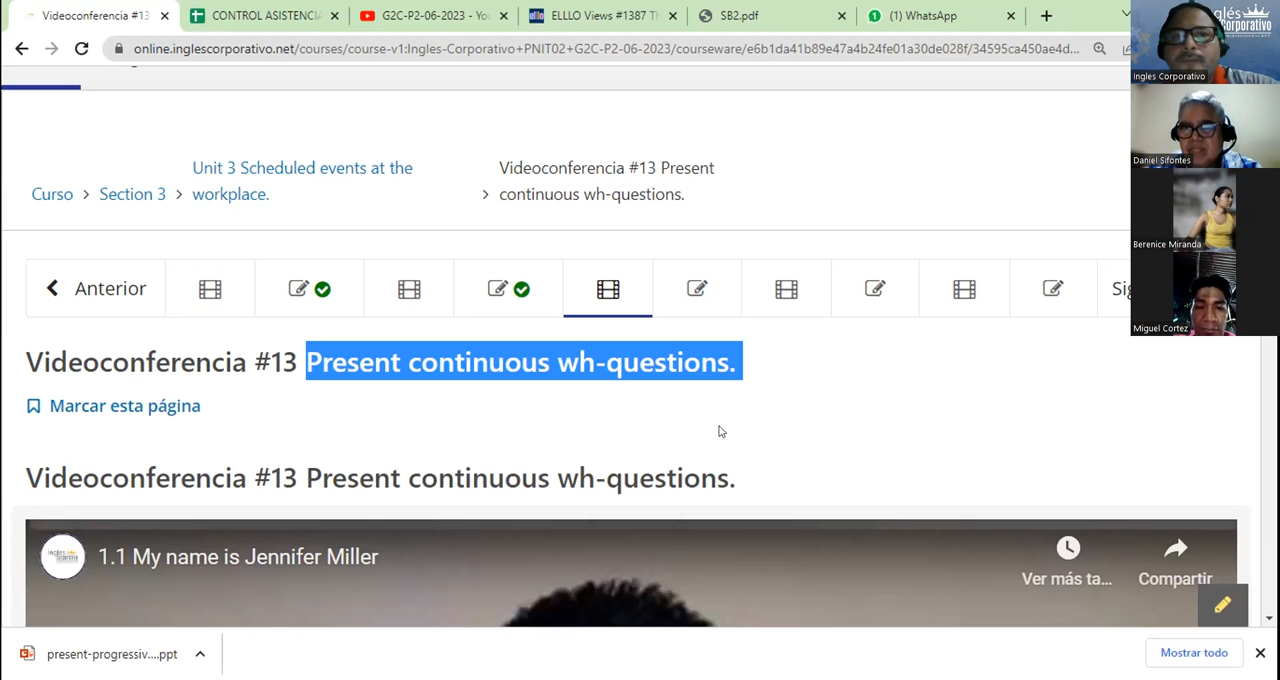 Videoconferencia #13
CONTROL ASISTENCIA
G2C-P2-06-2023 - You
ELLLO Views #1387 Th
SB2.pdf
(1) WhatsApp
online.inglescorporativo.net/courses/course-v1:Ingles-Corporativo+PNIT02+G2C-P2-06-2023/courseware/e6b1da41b89e47a4b24fe01a30de028f/34595ca450ae4d...
Inglés
Corporativo
Ingles Corporativo
Daniel Sifontes
Berenice Miranda
Miguel Cortez
Curso > Section 3 > Unit 3 Scheduled events at the
workplace.
> Videoconferencia #13 Present
continuous wh-questions.
Anterior
Sig
Videoconferencia #13 Present continuous wh-questions.
Marcar esta página
Videoconferencia #13 Present continuous wh-questions.
1.1 My name is Jennifer Miller
Ver más ta...
Compartir
present-progressiv....ppt
Mostrar todo